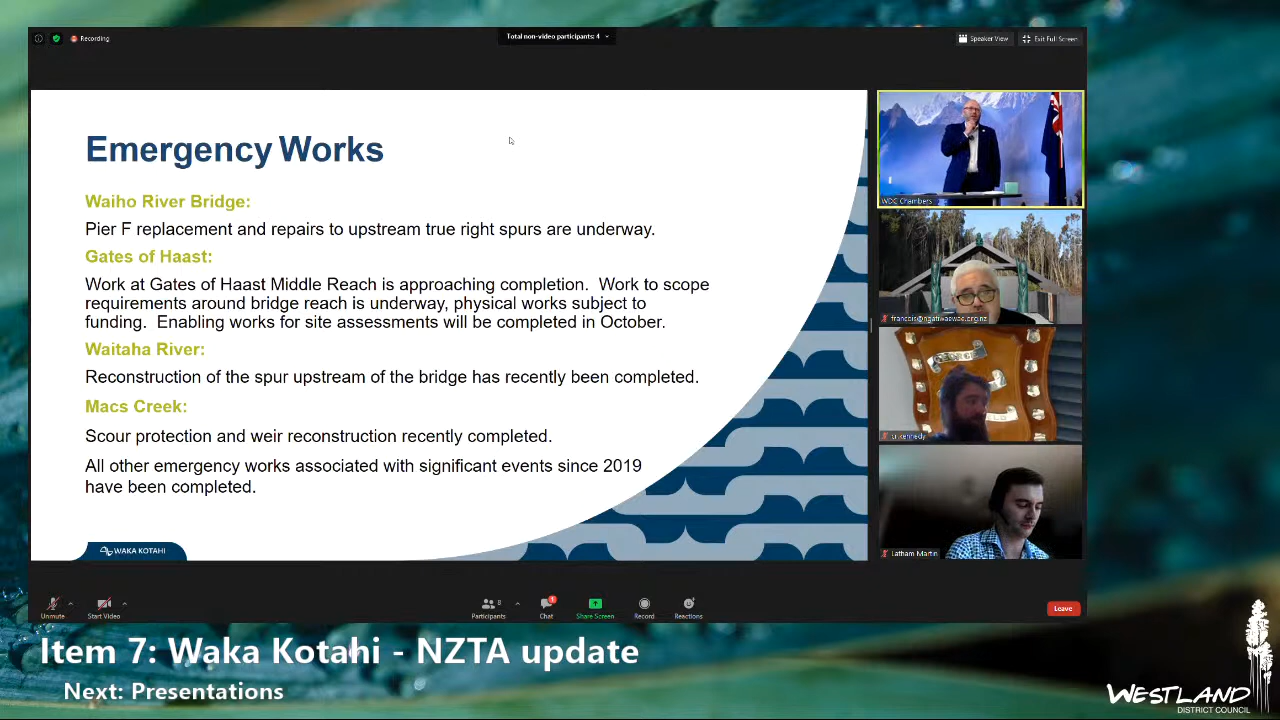 Recording
Total non-video participants: 4
Speaker View
Exit Full Screen
Emergency Works
Waiho River Bridge:
Pier F replacement and repairs to upstream true right spurs are underway.
Gates of Haast:
Work at Gates of Haast Middle Reach is approaching completion.  Work to scope
requirements around bridge reach is underway, physical works subject to
funding.  Enabling works for site assessments will be completed in October.
Waitaha River:
Reconstruction of the spur upstream of the bridge has recently been completed.
Macs Creek:
Scour protection and weir reconstruction recently completed.
All other emergency works associated with significant events since 2019
have been completed.
WAKA KOTAHI
WDC Chambers
francois@ngatiwaewae.org.nz
cr.kennedy
Latham Martin
Unmute
Start Video
Participants
8
Chat
1
Share Screen
Record
Reactions
Leave
Item 7: Waka Kotahi - NZTA update
Next: Presentations
WESTLAND
DISTRICT COUNCIL